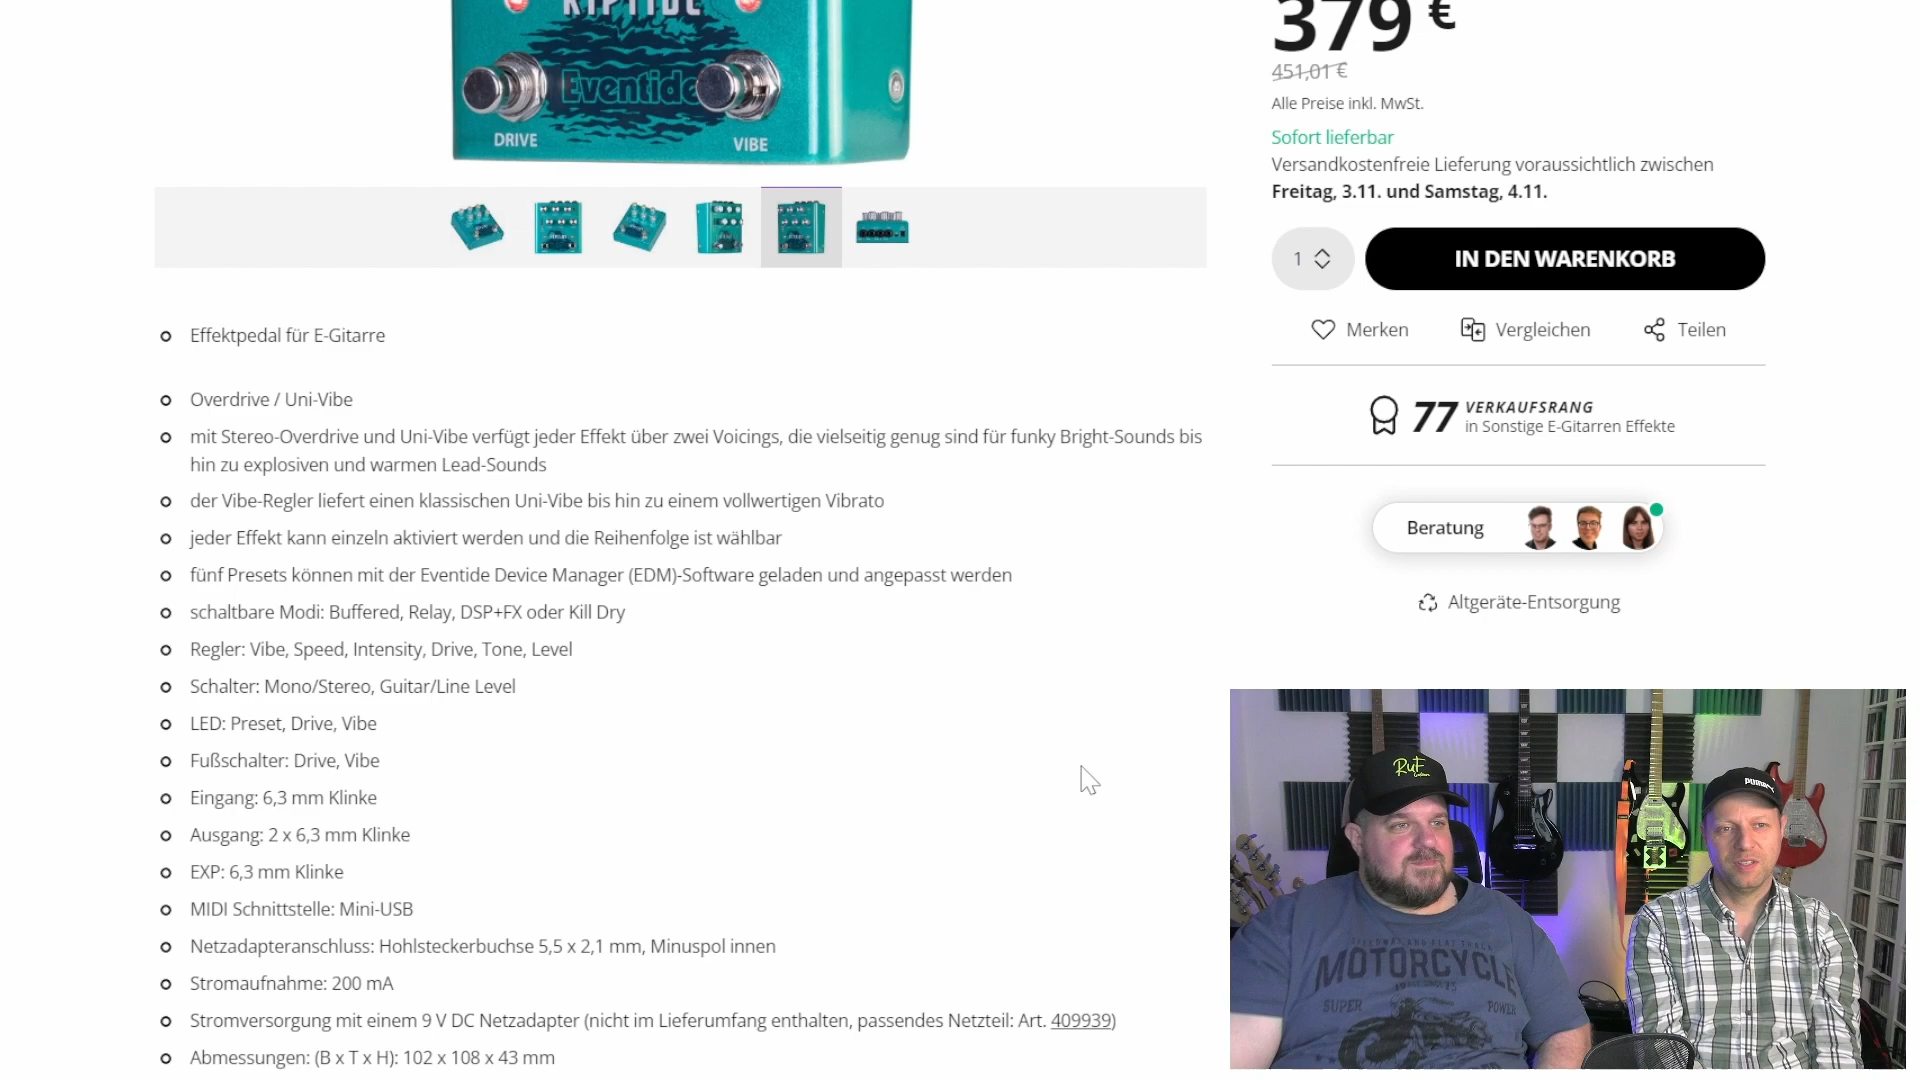 RIPTIDE
Eventide
DRIVE
VIBE
379 €
451,01 €
Alle Preise inkl. MwSt.
Sofort lieferbar
Versandkostenfreie Lieferung voraussichtlich zwischen
Freitag, 3.11. und Samstag, 4.11.
1
IN DEN WARENKORB
Merken
Vergleichen
Teilen
77
VERKAUFSRANG
in Sonstige E-Gitarren Effekte
Beratung
Altgeräte-Entsorgung
Effektpedal für E-Gitarre
Overdrive / Uni-Vibe
mit Stereo-Overdrive und Uni-Vibe verfügt jeder Effekt über zwei Voicings, die vielseitig genug sind für funky Bright-Sounds bis
hin zu explosiven und warmen Lead-Sounds
der Vibe-Regler liefert einen klassischen Uni-Vibe bis hin zu einem vollwertigen Vibrato
jeder Effekt kann einzeln aktiviert werden und die Reihenfolge ist wählbar
fünf Presets können mit der Eventide Device Manager (EDM)-Software geladen und angepasst werden
schaltbare Modi: Buffered, Relay, DSP+FX oder Kill Dry
Regler: Vibe, Speed, Intensity, Drive, Tone, Level
Schalter: Mono/Stereo, Guitar/Line Level
LED: Preset, Drive, Vibe
Fußschalter: Drive, Vibe
Eingang: 6,3 mm Klinke
Ausgang: 2 x 6,3 mm Klinke
EXP: 6,3 mm Klinke
MIDI Schnittstelle: Mini-USB
Netzadapteranschluss: Hohlsteckerbuchse 5,5 x 2,1 mm, Minuspol innen
Stromaufnahme: 200 mA
Stromversorgung mit einem 9 V DC Netzadapter (nicht im Lieferumfang enthalten, passendes Netzteil: Art. 409939)
Abmessungen: (B x T x H): 102 x 108 x 43 mm
RuF
PUMA
SPEEDWAY AND FLAT TRACK
MOTORCYCLE
SUPER
POWER